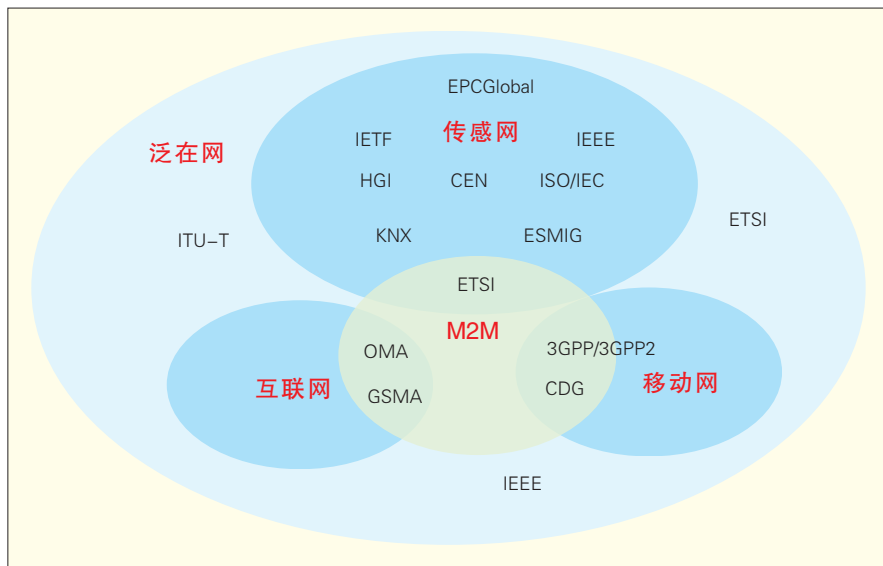 EPCGlobal
IETF 传感网 IEEE
泛在网
HGI CEN ISO/IEC
ETSI
ITU-T KNX ESMIG
ETSI
M2M
OMA 3GPP/3GPP2
互联网 GSMA CDG 移动网
IEEE